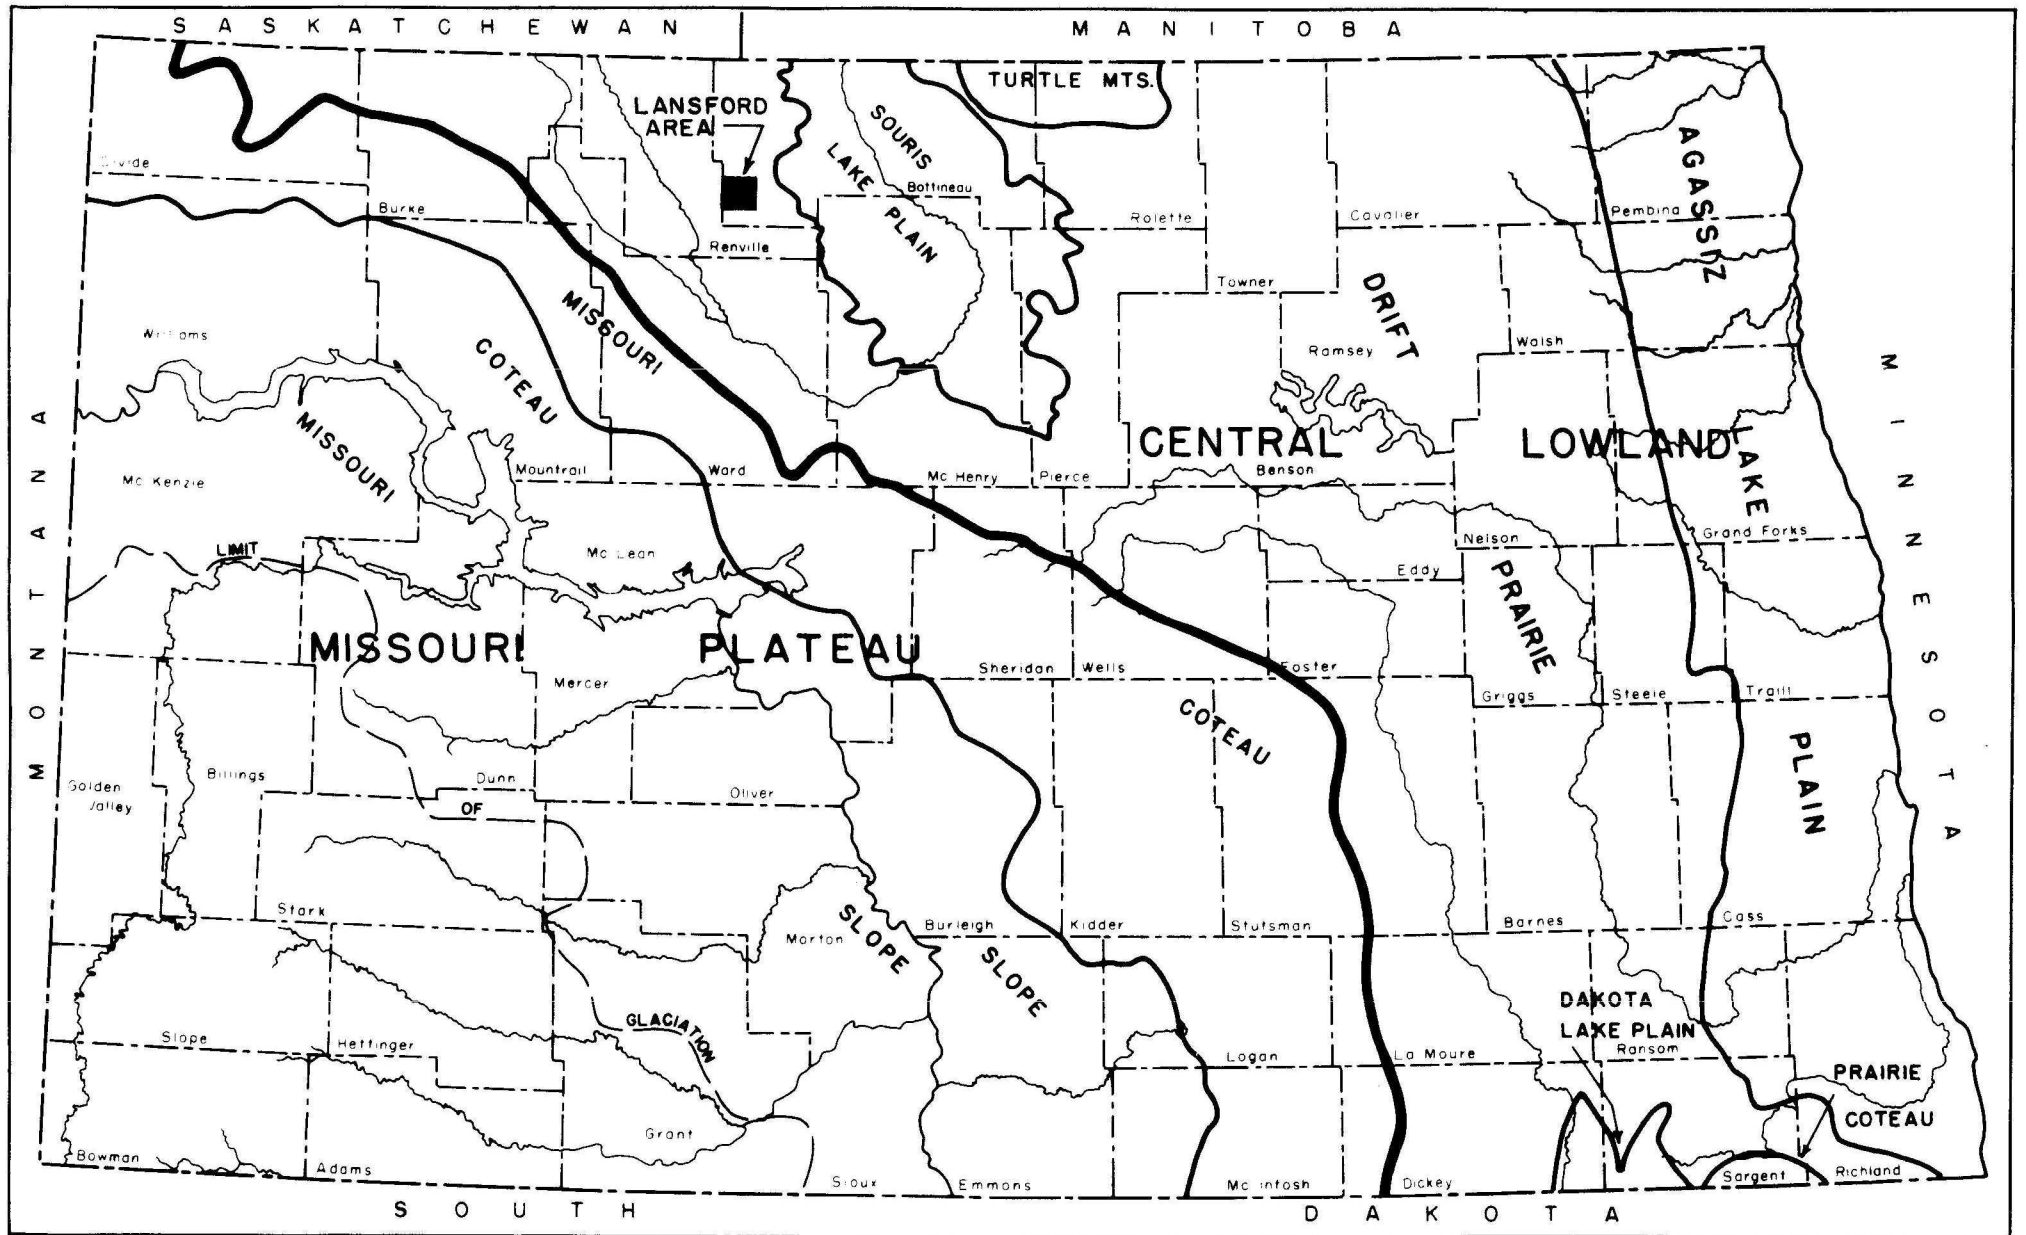 SASKATCHEWAN
MANITOBA
TURTLE MTS.
LANSFORD
AREA
SOURIS
LAKE
PLAIN
AGASSIZ
LAKE
PLAIN
Divide
Burke
Renville
Bottineau
Rolette
Cavalier
Pembina
Towner
DRIFT
MISSOURI
COTEAU
Williams
Ramsey
Walsh
MONTANA
MISSOURI
CENTRAL LOWLAND
MINNESOTA
Mc Kenzie
Mountrail
Ward
Mc Henry
Pierce
Benson
Nelson
Grand Forks
LIMIT
Mc Lean
Eddy
PRAIRIE
MISSOURI PLATEAU
Mercer
Sheridan
Wells
Foster
Griggs
Steele
Traill
COTEAU
Golden
Valley
Billings
Dunn
OF
Oliver
Stark
Morton
SLOPE
Burleigh
SLOPE
Kidder
Stutsman
Barnes
Cass
DAKOTA
LAKE PLAIN
Slope
Hettinger
GLACIATION
Logan
La Moure
Ransom
PRAIRIE
COTEAU
Bowman
Adams
Grant
Sioux
Emmons
Mc Intosh
Dickey
Sargent
Richland
SOUTH DAKOTA